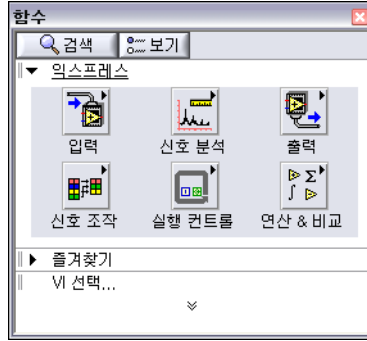 함수
검색 보기
익스프레스
입력 신호 분석 출력
신호 조작 실행 컨트롤 연산 & 비교
즐겨찾기
VI 선택...